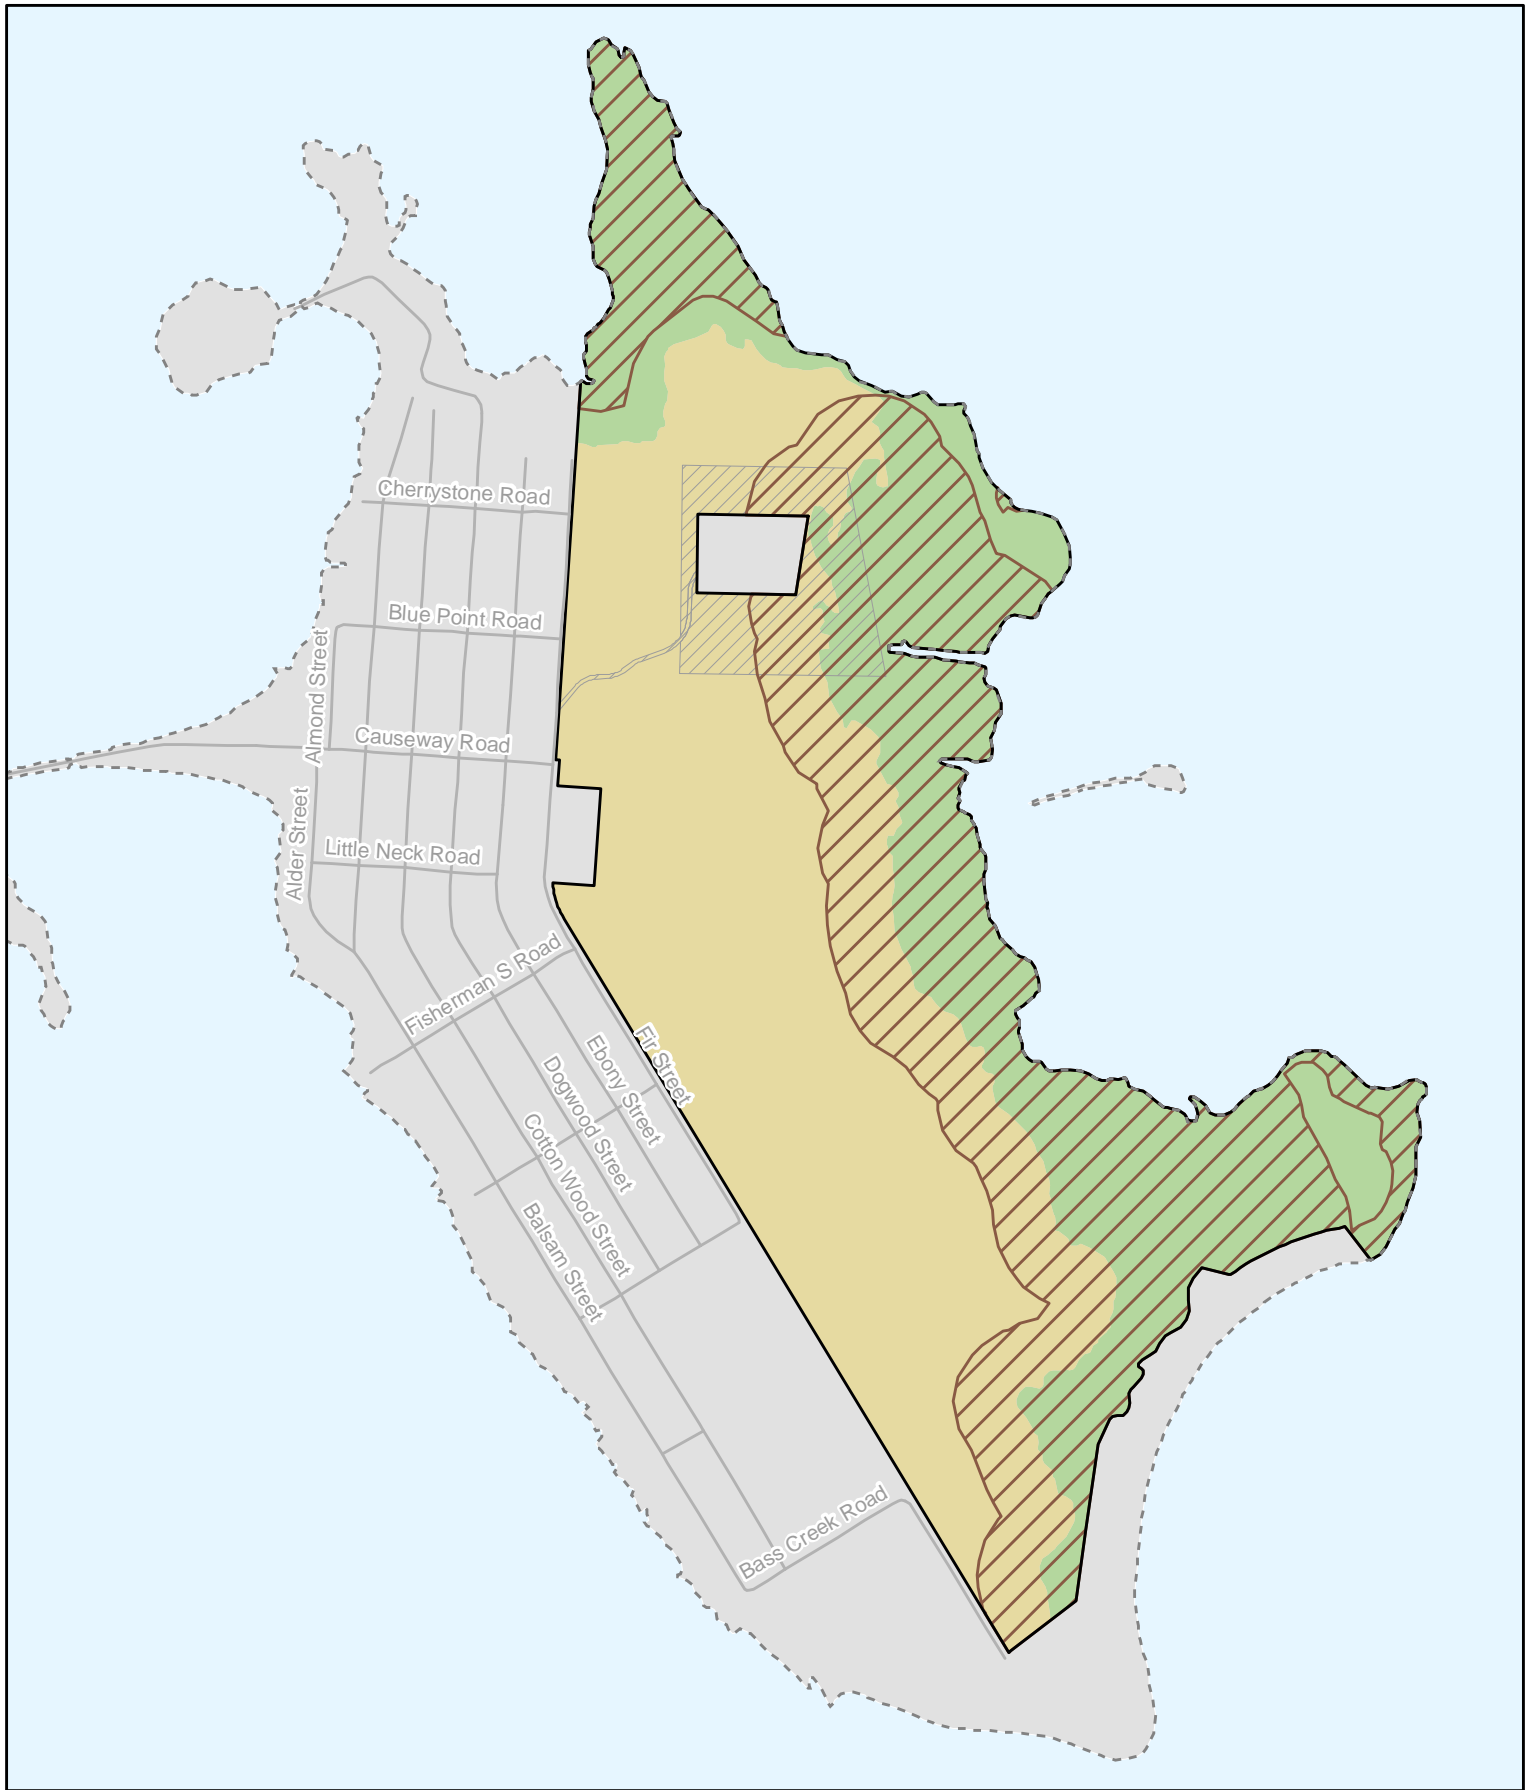 Cherrystone Road
Blue Point Road
Almond Street
Causeway Road
Alder Street
Little Neck Road
Fisherman S Road
Fir Street
Ebony Street
Dogwood Street
Cotton Wood Street
Balsam Street
Bass Creek Road